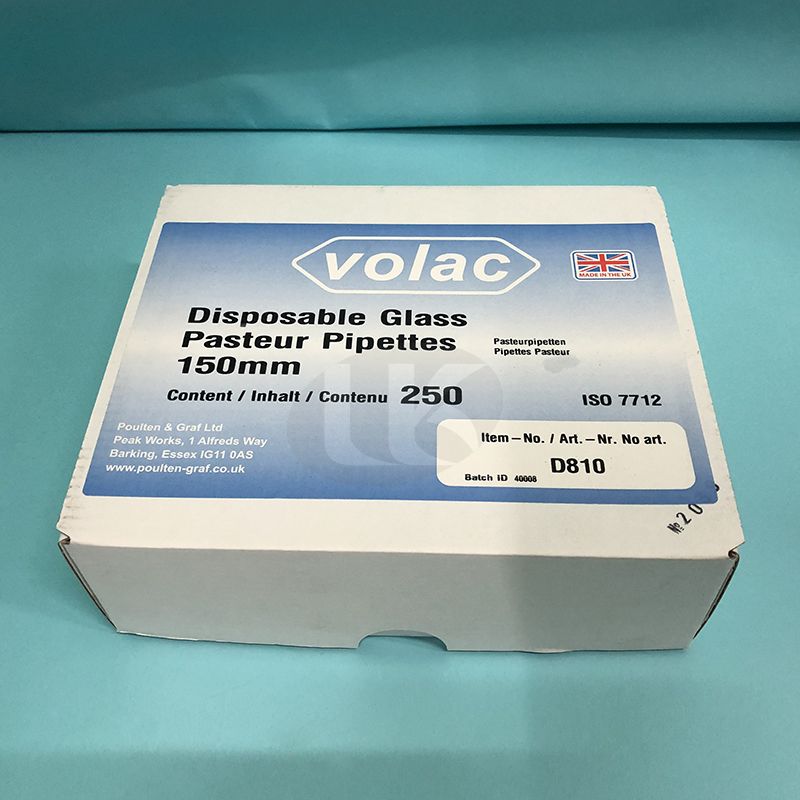 volac
MADE IN THE UK
Disposable Glass
Pasteur Pipettes
150mm
Pasteurpipetten
Pipettes Pasteur
Content / Inhalt / Contenu 250
ISO 7712
Poulten & Graf Ltd
Peak Works, 1 Alfreds Way
Barking, Essex IG11 0AS
www.poulten-graf.co.uk
Item–No. / Art.–Nr. No art.
D810
Batch ID 40008